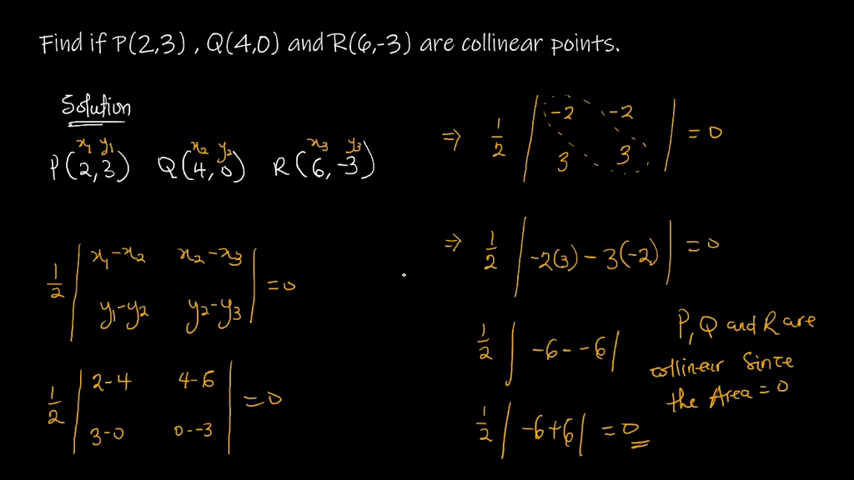 Find if P(2,3) , Q(4,0) and R(6,-3) are collinear points.
Solution
x₁ y₁ x₂ y₂ x₃ y₃
P(2,3) Q(4,0) R(6,-3)
½ | x₁-x₂ x₂-x₃ |
| y₁-y₂ y₂-y₃ | =0
½ | 2-4 4-6 |
| 3-0 0--3 | =0
⇒ ½ | -2 -2 |
| 3 3 | =0
⇒ ½ | -2(3) - 3(-2) | =0
½ | -6--6 |
½ | -6+6 | =0
P, Q and R are
collinear Since
the Area=0